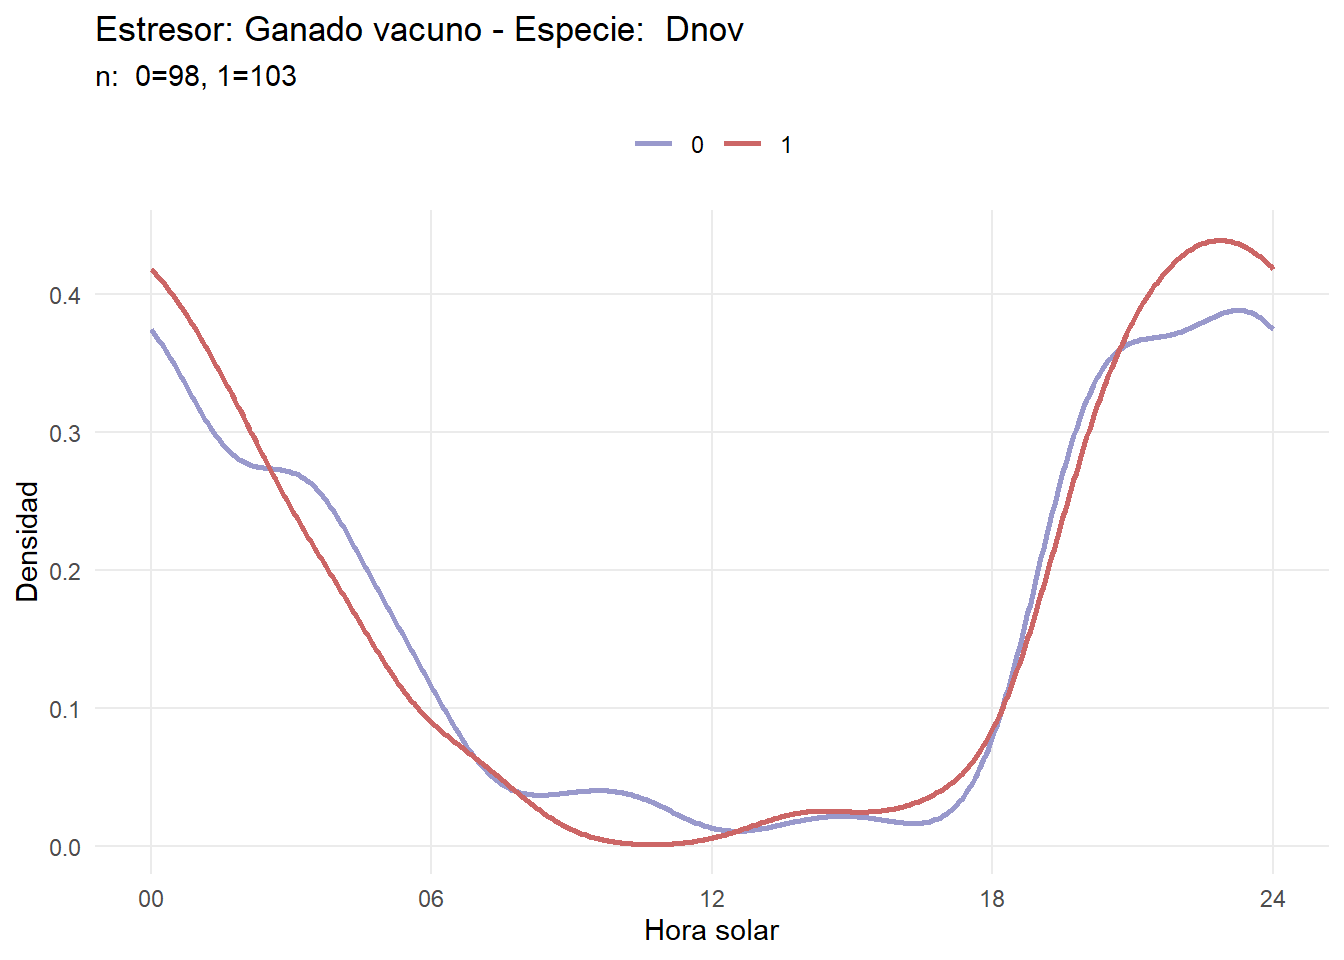 Estresor: Ganado vacuno - Especie:  Dnov
n:  0=98, 1=103
0 1
0.4
0.3
0.2
0.1
0.0
Densidad
00 06 12 18 24
Hora solar